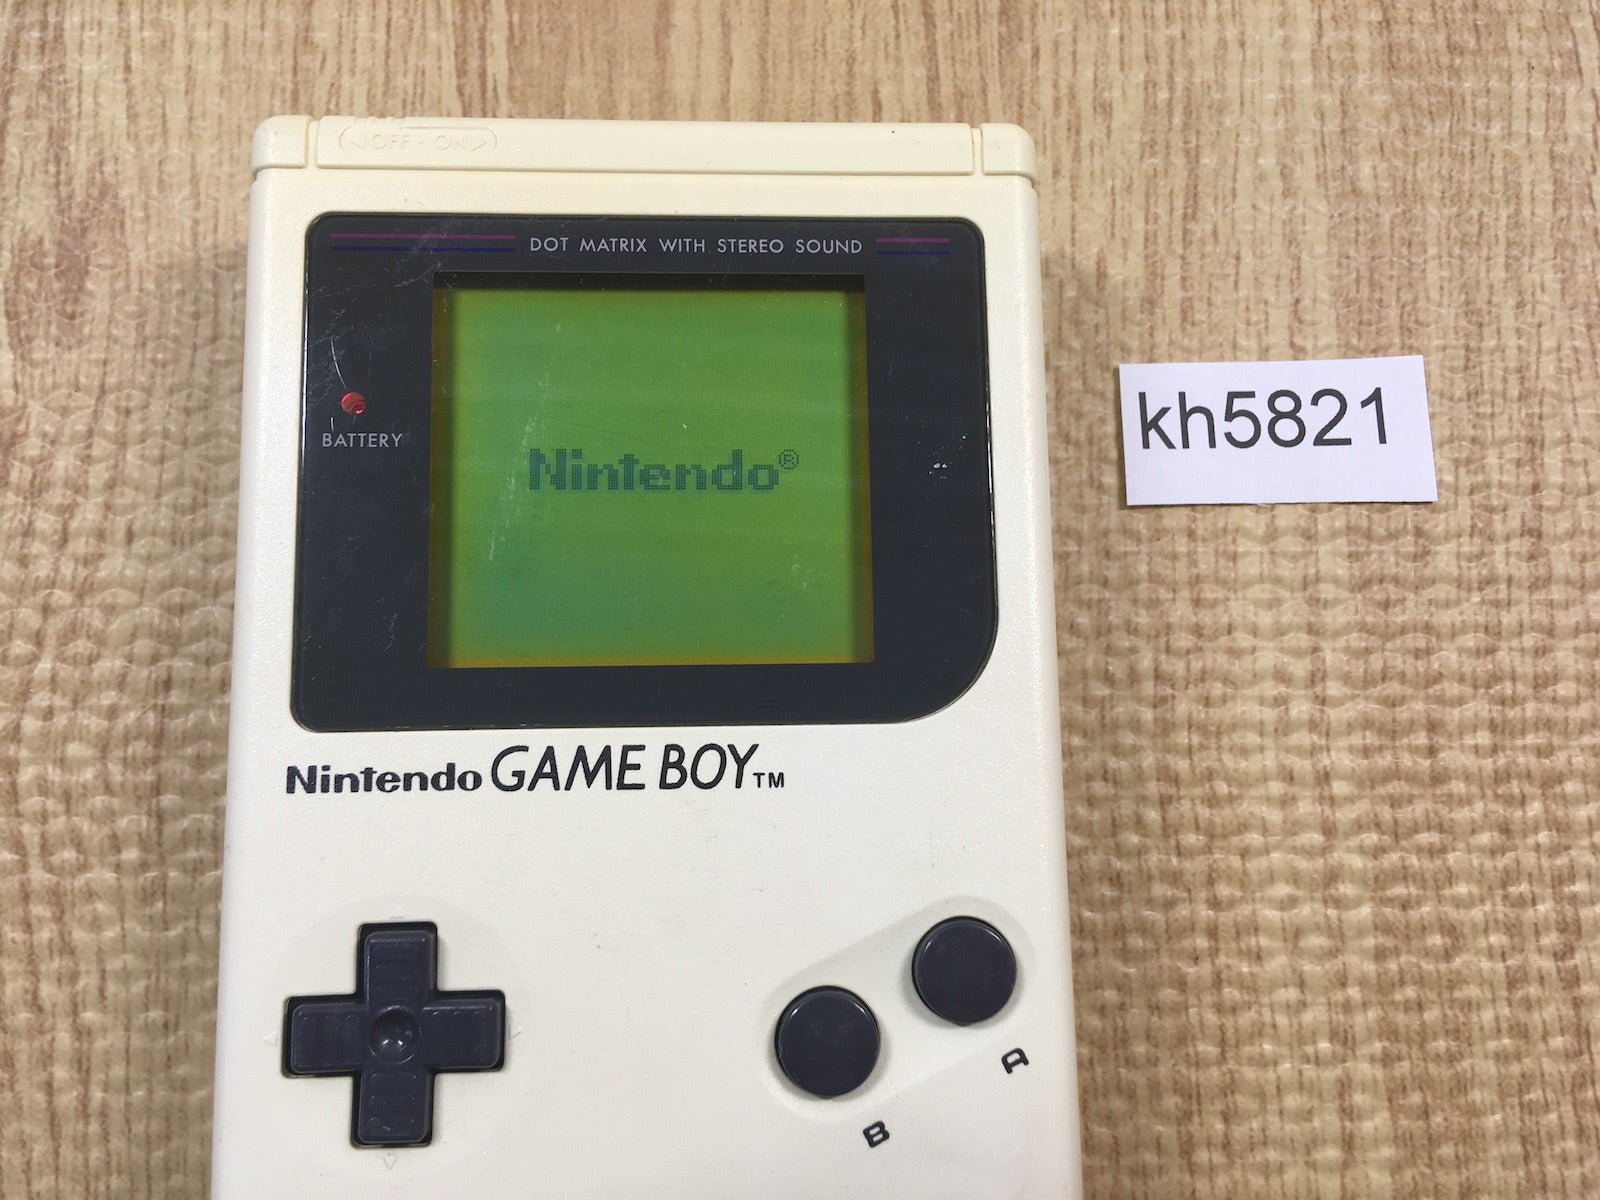 OFF・ON
DOT MATRIX WITH STEREO SOUND
BATTERY
Nintendo®
kh5821
Nintendo GAME BOY™
A
B